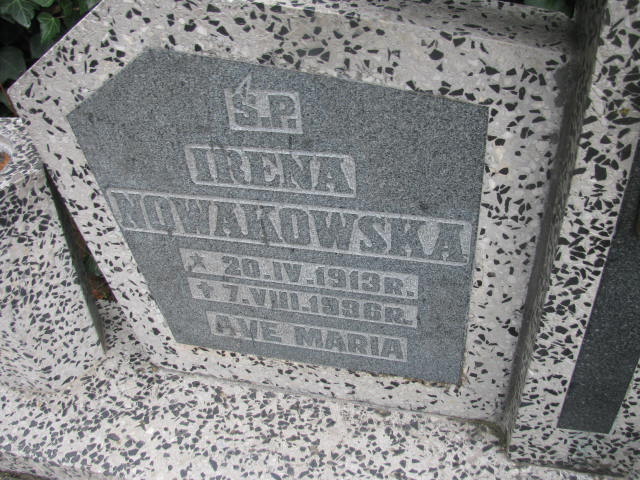 Ś.P.
IRENA
NOWAKOWSKA
* 20.IV.1913R.
✝ 7.VIII.1996R.
AVE MARIA